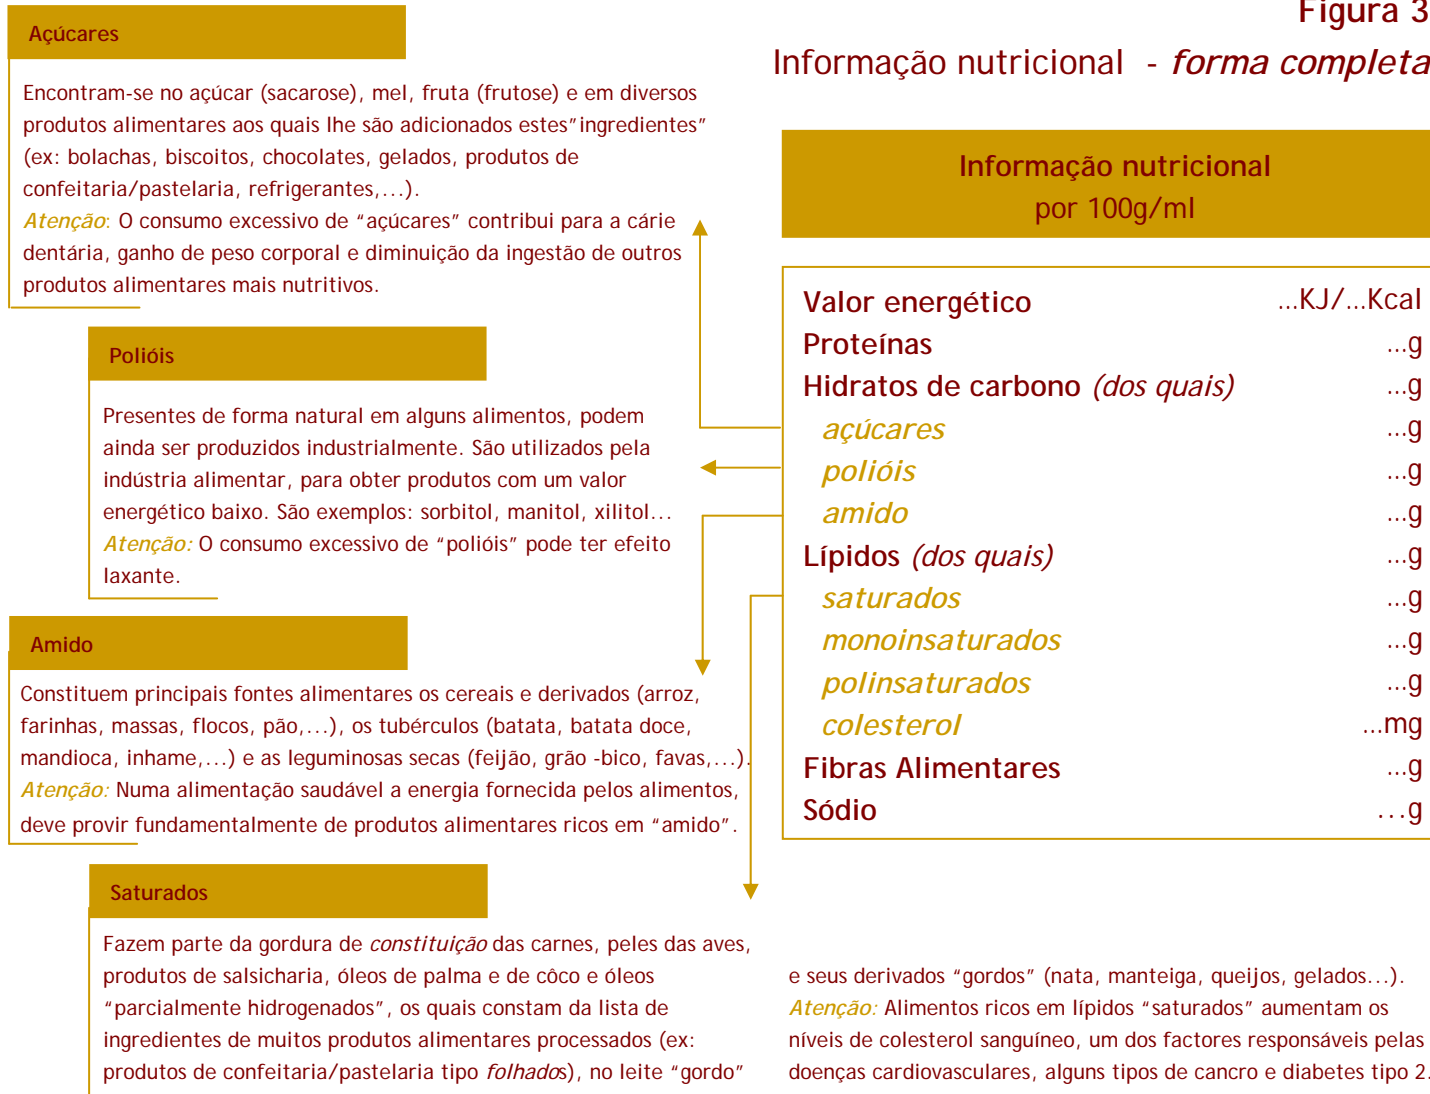 Figura 3
Informação nutricional - forma completa
Açúcares
Encontram-se no açúcar (sacarose), mel, fruta (frutose) e em diversos
produtos alimentares aos quais lhe são adicionados estes"ingredientes"
(ex: bolachas, biscoitos, chocolates, gelados, produtos de
confeitaria/pastelaria, refrigerantes,...).
Atenção: O consumo excessivo de "açúcares" contribui para a cárie
dentária, ganho de peso corporal e diminuição da ingestão de outros
produtos alimentares mais nutritivos.
Polióis
Presentes de forma natural em alguns alimentos, podem
ainda ser produzidos industrialmente. São utilizados pela
indústria alimentar, para obter produtos com um valor
energético baixo. São exemplos: sorbitol, manitol, xilitol...
Atenção: O consumo excessivo de "polióis" pode ter efeito
laxante.
Amido
Constituem principais fontes alimentares os cereais e derivados (arroz,
farinhas, massas, flocos, pão,...), os tubérculos (batata, batata doce,
mandioca, inhame,...) e as leguminosas secas (feijão, grão -bico, favas,...).
Atenção: Numa alimentação saudável a energia fornecida pelos alimentos,
deve provir fundamentalmente de produtos alimentares ricos em "amido".
Informação nutricional
por 100g/ml
Valor energético ...KJ/...Kcal
Proteínas ...g
Hidratos de carbono (dos quais) ...g
açúcares ...g
polióis ...g
amido ...g
Lípidos (dos quais) ...g
saturados ...g
monoinsaturados ...g
polinsaturados ...g
colesterol ...mg
Fibras Alimentares ...g
Sódio ...g
Saturados
Fazem parte da gordura de constituição das carnes, peles das aves,
produtos de salsicharia, óleos de palma e de côco e óleos
"parcialmente hidrogenados", os quais constam da lista de
ingredientes de muitos produtos alimentares processados (ex:
produtos de confeitaria/pastelaria tipo folhados), no leite "gordo"
e seus derivados "gordos" (nata, manteiga, queijos, gelados...).
Atenção: Alimentos ricos em lípidos "saturados" aumentam os
níveis de colesterol sanguíneo, um dos factores responsáveis pelas
doenças cardiovasculares, alguns tipos de cancro e diabetes tipo 2.